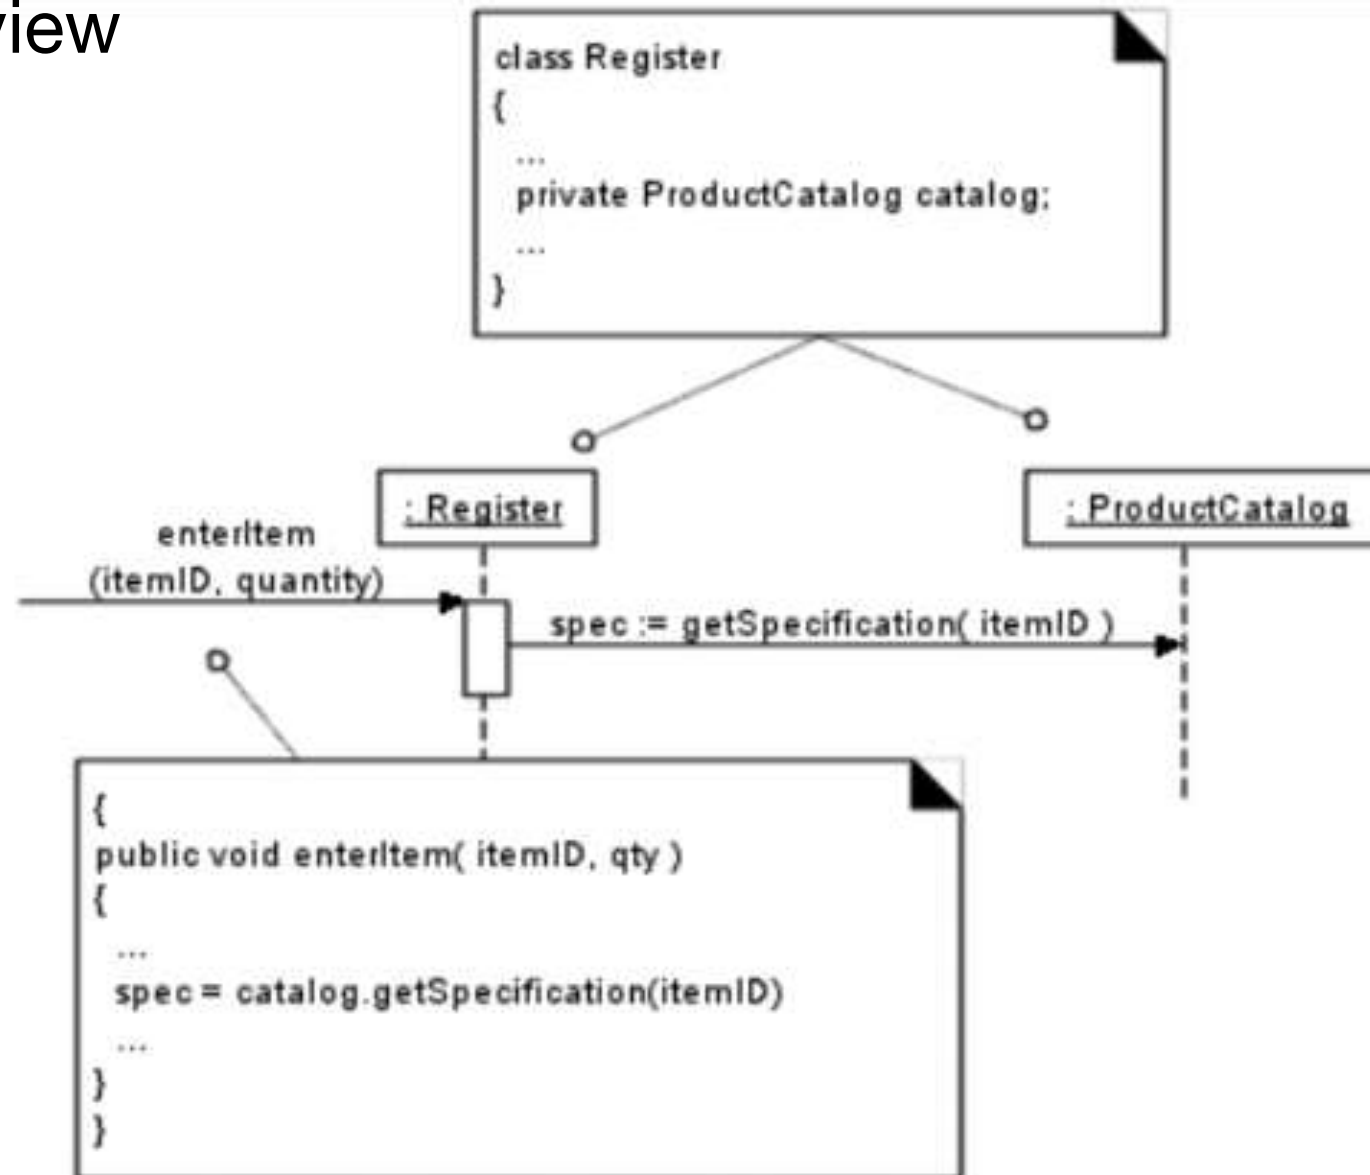 view
class Register
{
...
private ProductCatalog catalog;
...
}
: Register
: ProductCatalog
enterItem
(itemID, quantity)
spec := getSpecification( itemID )
{
public void enterItem( itemID, qty )
{
...
spec = catalog.getSpecification(itemID)
...
}
}